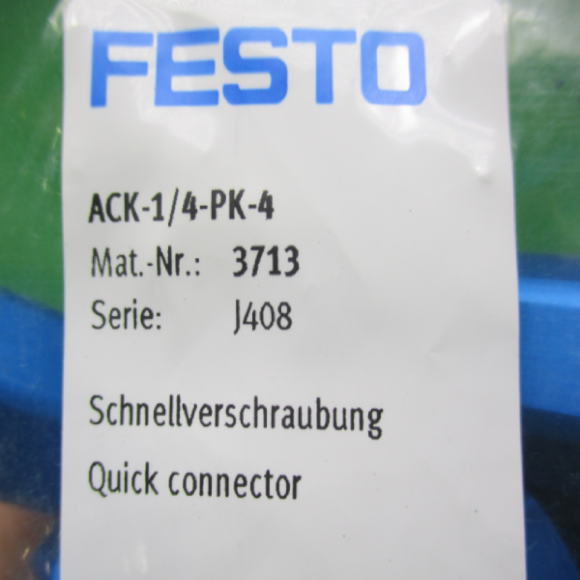 FESTO
ACK-1/4-PK-4
Mat.-Nr.: 3713
Serie: J408
Schnellverschraubung
Quick connector